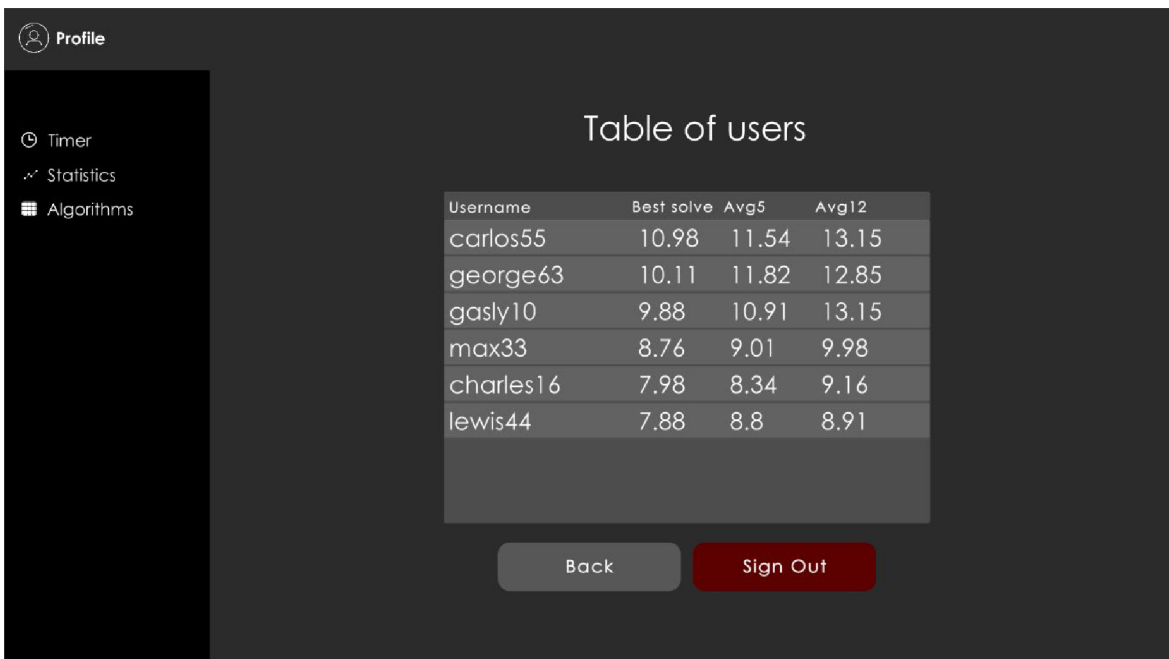 Profile
Timer
Statistics
Algorithms
Table of users
Username Best solve Avg5 Avg12
carlos55 10.98 11.54 13.15
george63 10.11 11.82 12.85
gasly10 9.88 10.91 13.15
max33 8.76 9.01 9.98
charles16 7.98 8.34 9.16
lewis44 7.88 8.8 8.91
Back Sign Out